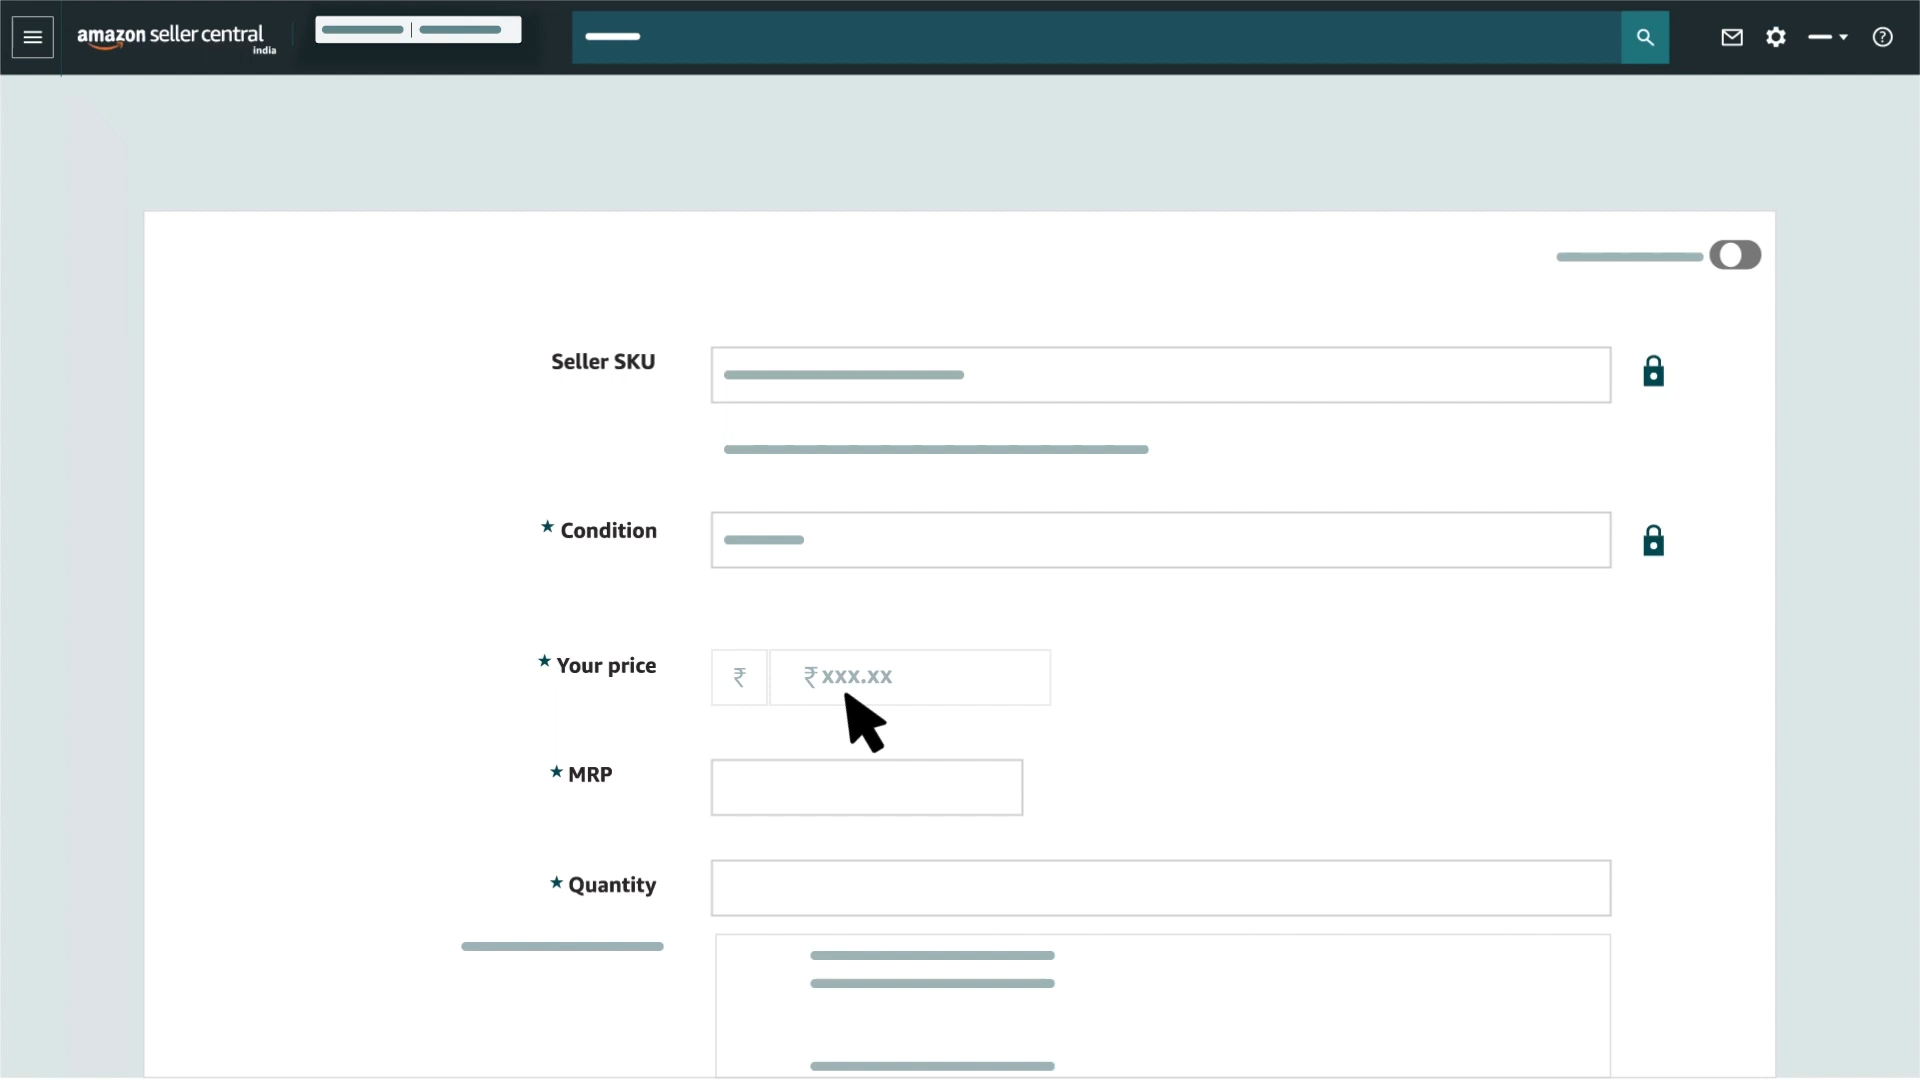 amazon seller central
india
Seller SKU
★ Condition
★ Your price ₹ ₹xxx.xx
★ MRP
★ Quantity